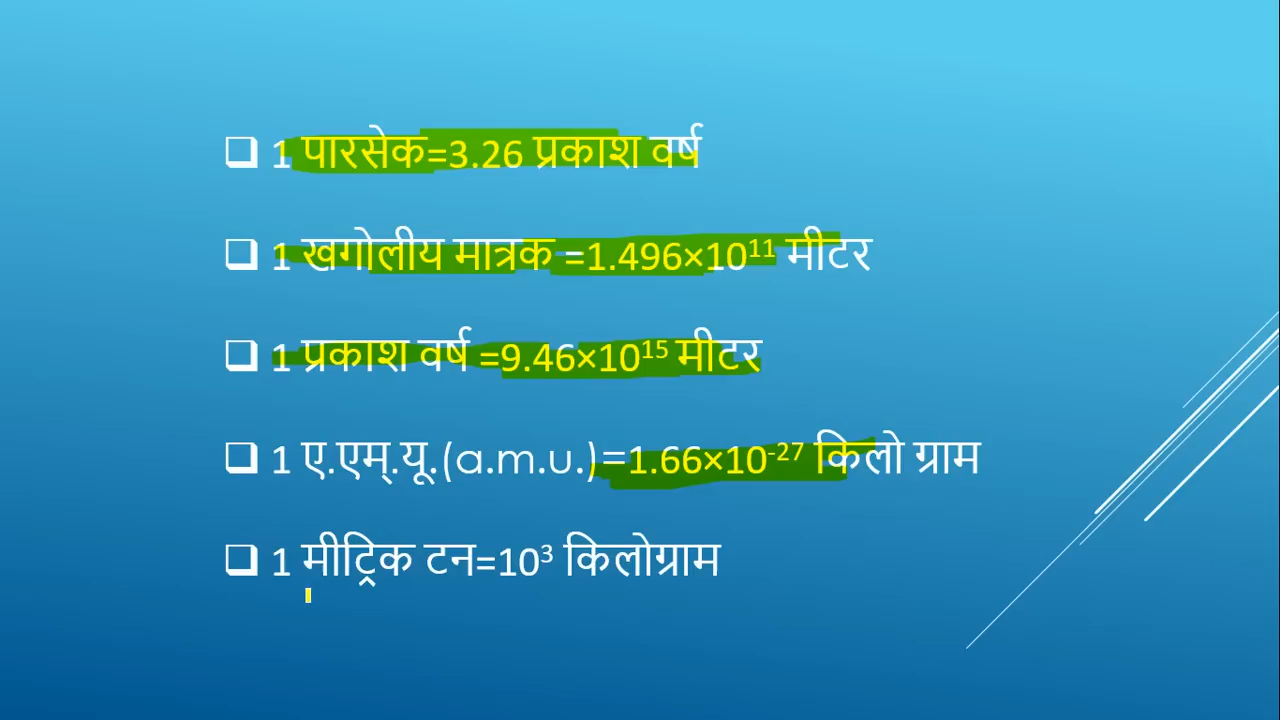 1 पारसेक=3.26 प्रकाश वर्ष
1 खगोलीय मात्रक =1.496×10¹¹ मीटर
1 प्रकाश वर्ष =9.46×10¹⁵ मीटर
1 ए.एम्.यू.(a.m.u.)=1.66×10⁻²⁷ किलो ग्राम
1 मीट्रिक टन=10³ किलोग्राम